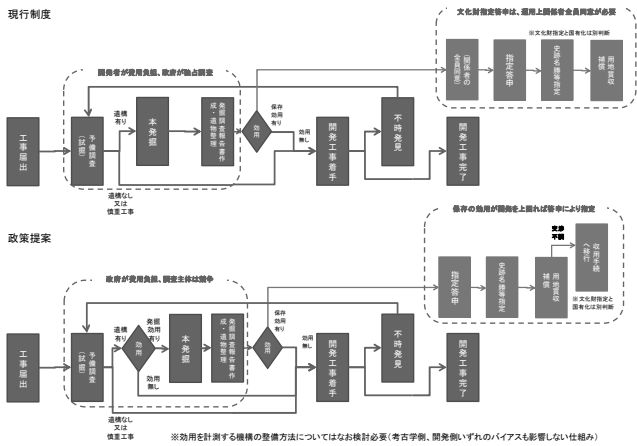 現行制度
文化財指定答申は、運用上関係者全員同意が必要
※文化財指定と国有化は別判断
(関係者の全員同意)
指定答申
史跡名勝等指定
用地買収補償
開発者が費用負担、政府が独占調査
工事届出
予備調査(試掘)
遺構有り
本発掘
発掘調査報告書作成・遺物整理
効用
保存効用有り
効用無し
開発工事着手
不時発見
開発工事完了
遺構なし
又は
慎重工事
政策提案
保存の効用が開発を上回れば答申により指定
指定答申
史跡名勝等指定
用地買収補償
交渉
不調
収用手続へ移行
※文化財指定と
国有化は別判断
政府が費用負担、調査主体は競争
工事届出
予備調査(試掘)
遺構有り
効用
発掘効用有り
効用
無し
本発掘
発掘調査報告書作成・遺物整理
効用
保存
効用
有り
効用
無し
開発工事着手
不時発見
開発工事完了
遺構なし
又は
慎重工事
※効用を計測する機構の整備方法についてはなお検討必要(考古学側、開発側いずれのバイアスも影響しない仕組み)